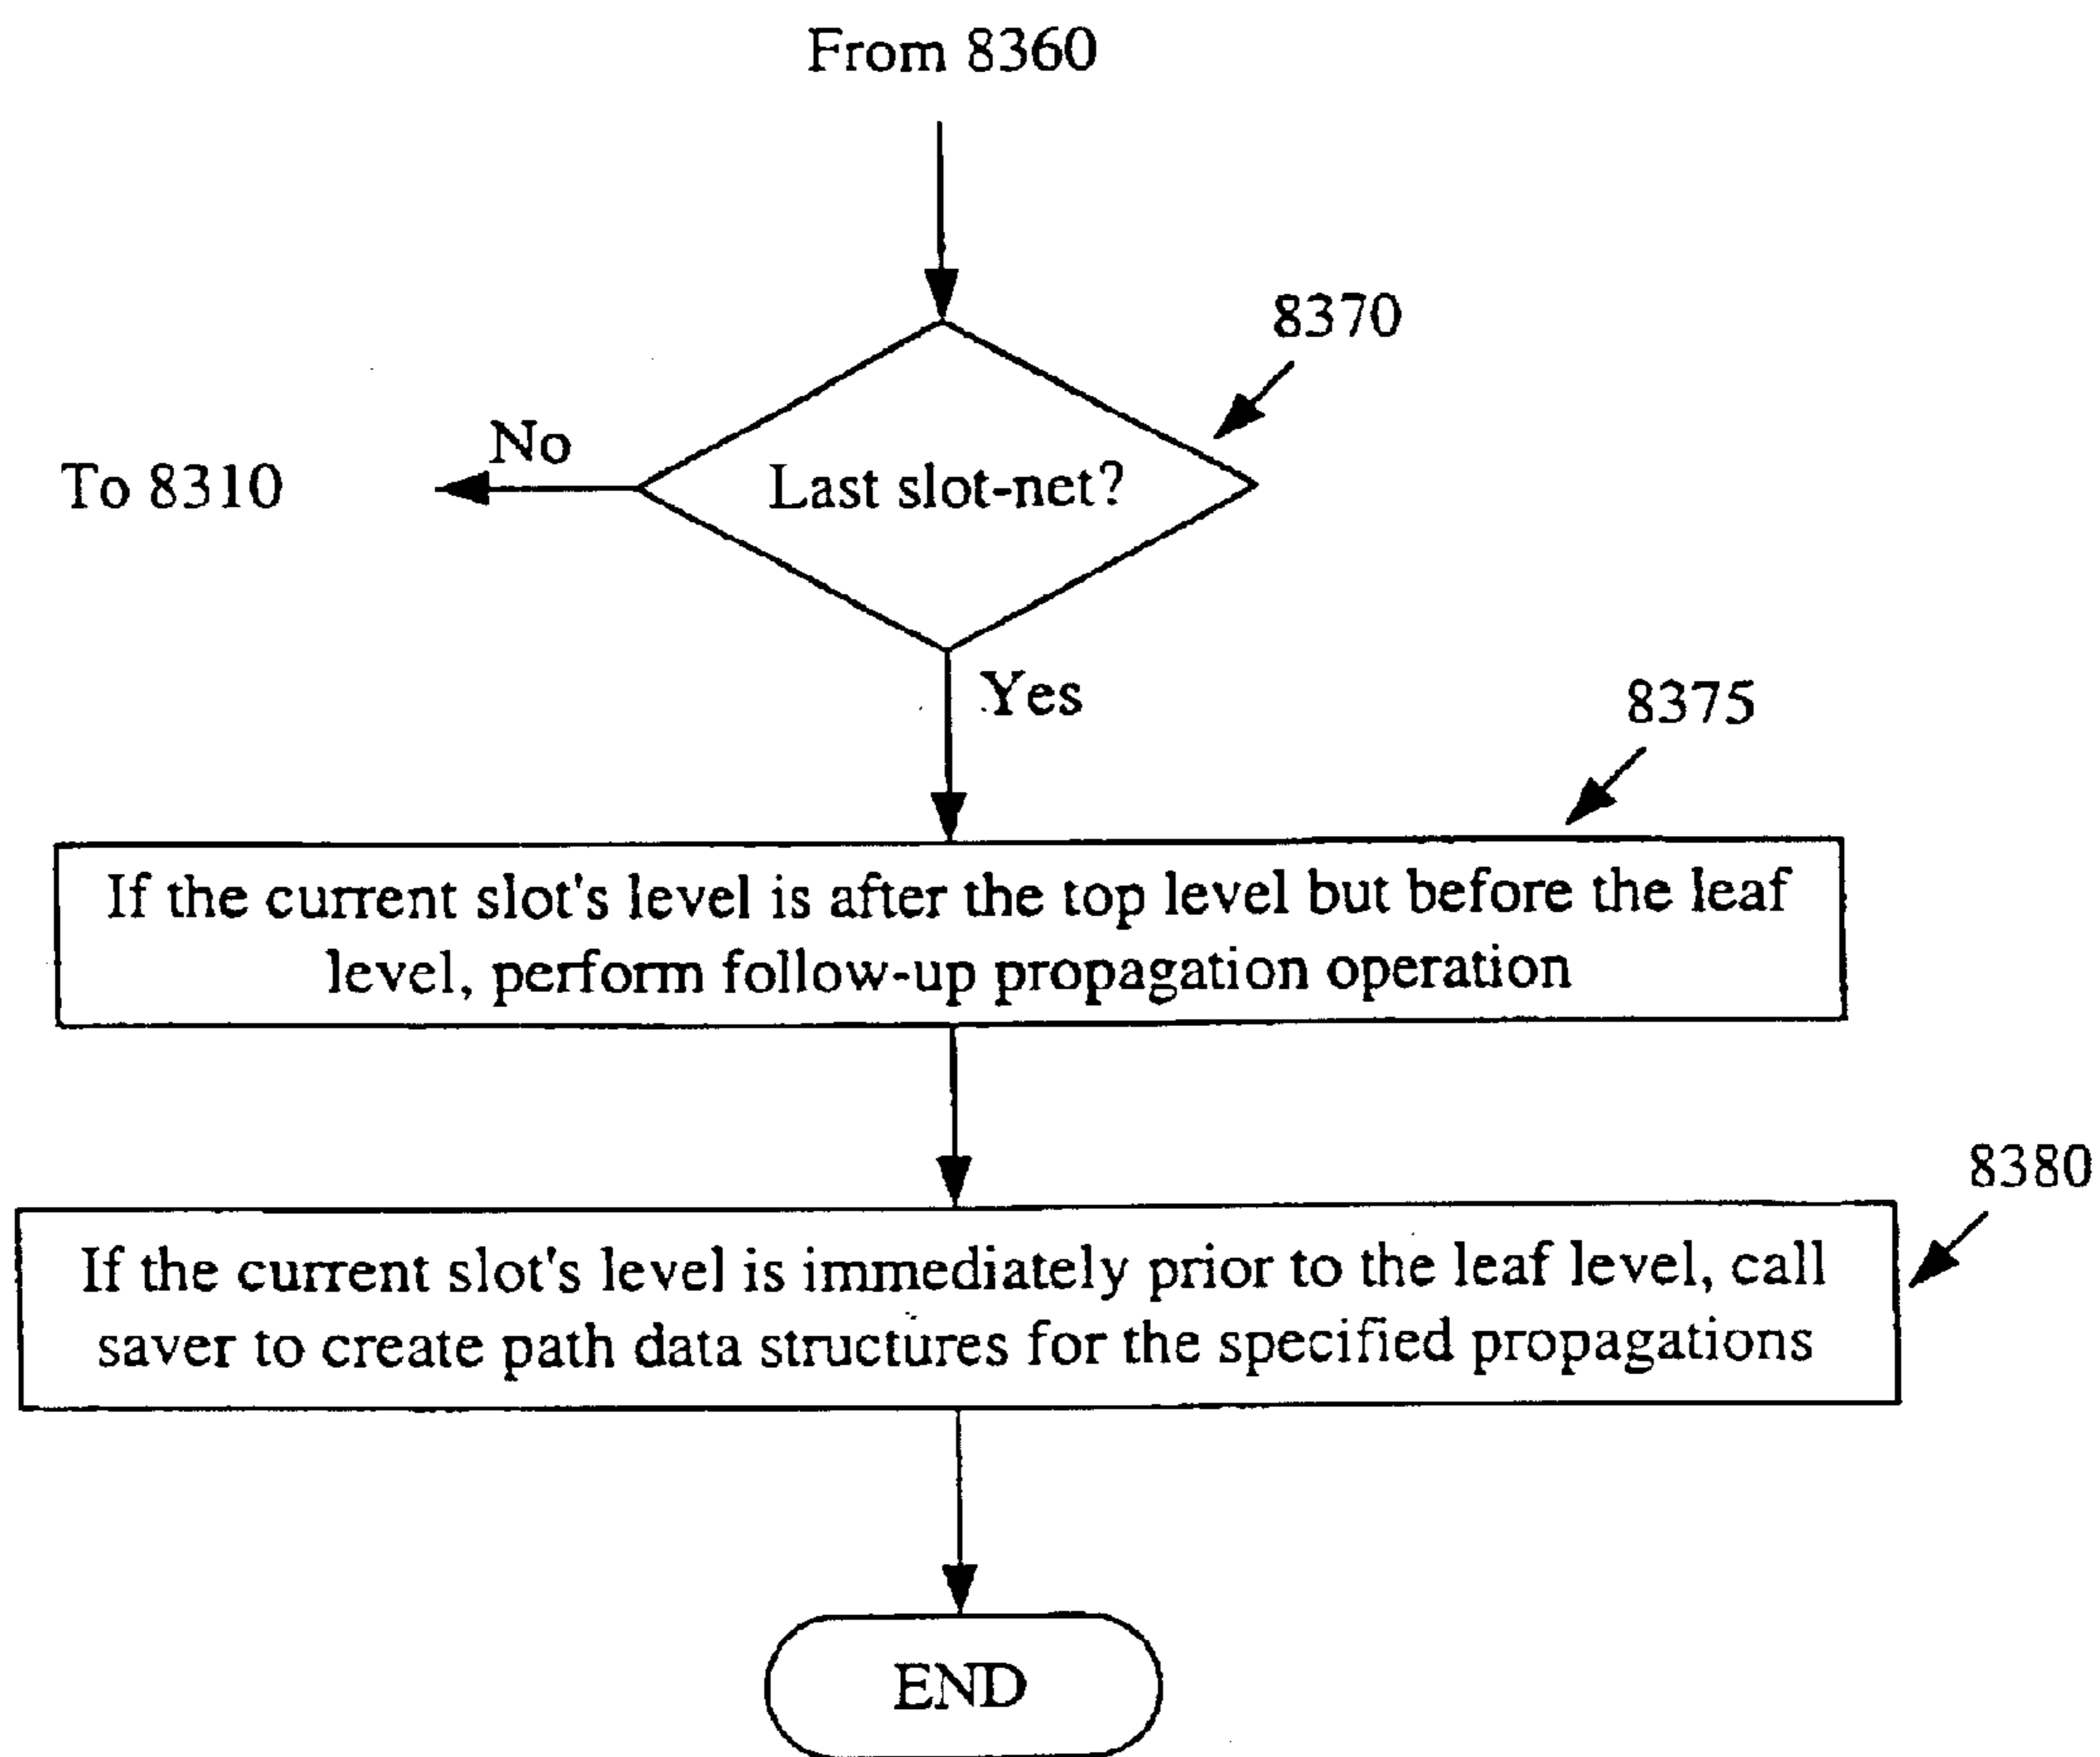 From 8360
8370
No
To 8310
Last slot-net?
Yes
8375
If the current slot's level is after the top level but before the leaf
level, perform follow-up propagation operation
8380
If the current slot's level is immediately prior to the leaf level, call
saver to create path data structures for the specified propagations
END